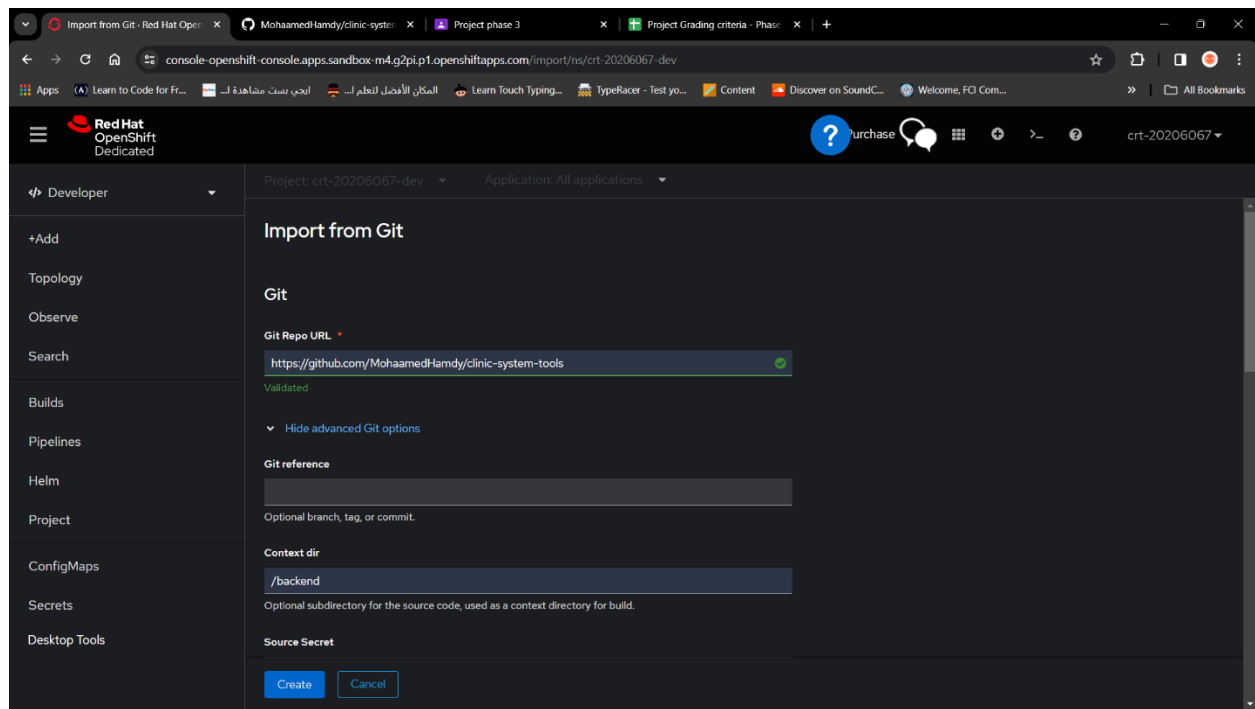 Import from Git · Red Hat Open
MohaamedHamdy/clinic-system
Project phase 3
Project Grading criteria - Phase
console-openshift-console.apps.sandbox-m4.g2pi.p1.openshiftapps.com/import/ns/crt-20206067-dev
Apps
(A) Learn to Code for Fr...
ابحي بست مشاهدة ا...
المكان الأفضل لتعلم ا...
Learn Touch Typing...
TypeRacer - Test yo...
Content
Discover on SoundC...
Welcome, FCI Com...
»
All Bookmarks
Red Hat
OpenShift
Dedicated
urchase
crt-20206067
Developer
Project: crt-20206067-dev
Application: All applications
+Add
Topology
Observe
Search
Builds
Pipelines
Helm
Project
ConfigMaps
Secrets
Desktop Tools
Import from Git
Git
Git Repo URL *
https://github.com/MohaamedHamdy/clinic-system-tools
Validated
Hide advanced Git options
Git reference
Optional branch, tag, or commit.
Context dir
/backend
Optional subdirectory for the source code, used as a context directory for build.
Source Secret
Create
Cancel